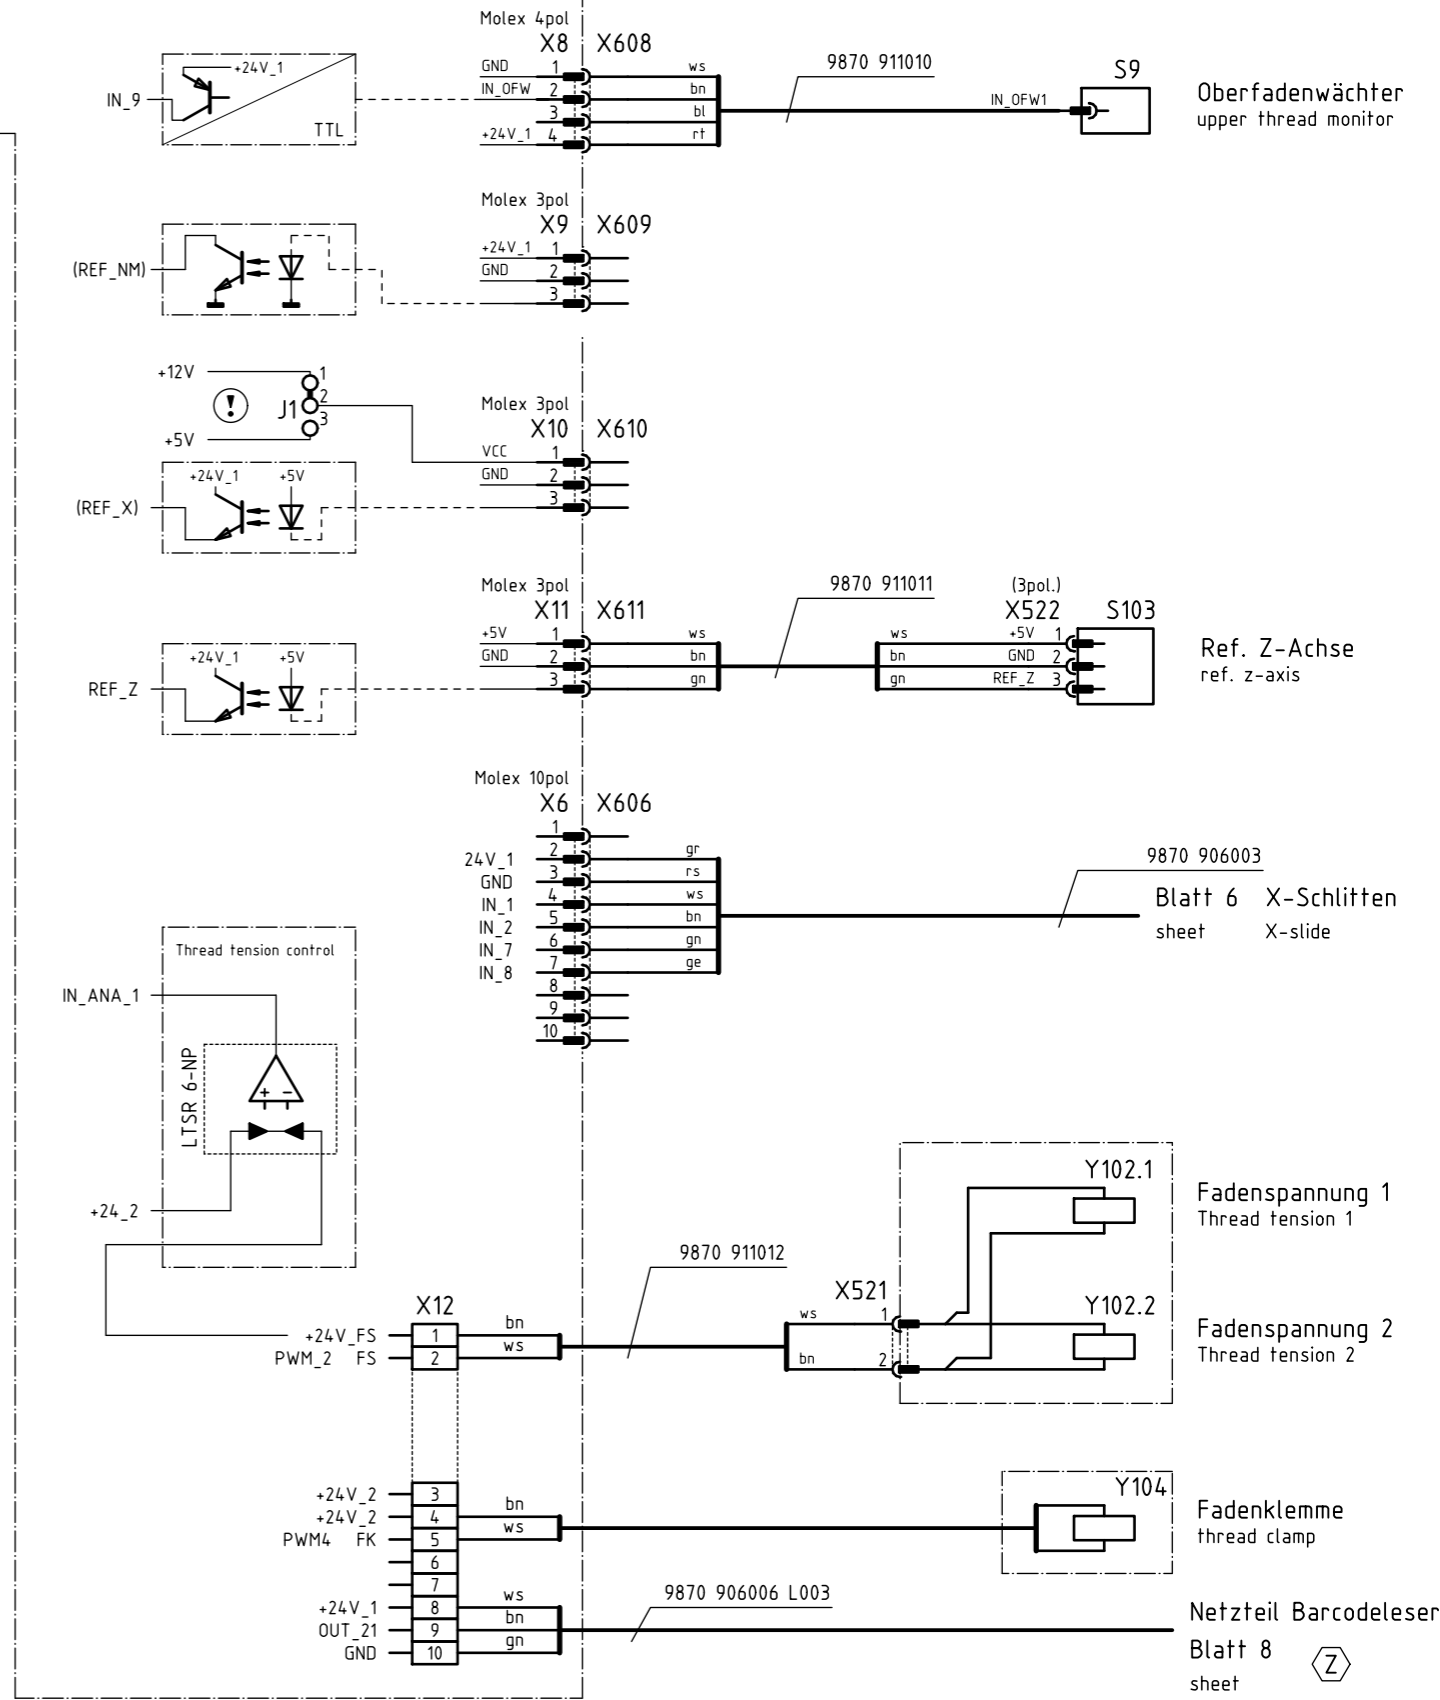 Molex 4pol
X8 X608
GND 1 ws
IN_OFW 2 bn
3 bl
+24V_1 4 rt
+24V_1
IN_9
TTL
9870 911010
IN_OFW1
S9
Oberfadenwächter
upper thread monitor
Molex 3pol
X9 X609
+24V_1 1
GND 2
3
(REF_NM)
+12V
1
2
3
! J1
+5V
Molex 3pol
X10 X610
VCC 1
GND 2
3
+24V_1 +5V
(REF_X)
Molex 3pol
X11 X611
+5V 1 ws
GND 2 bn
3 gn
+24V_1 +5V
REF_Z
9870 911011
(3pol.)
X522 S103
ws +5V 1
bn GND 2
gn REF_Z 3
Ref. Z-Achse
ref. z-axis
Molex 10pol
X6 X606
1
24V_1 2 gr
GND 3 rs
IN_1 4 ws
IN_2 5 bn
IN_7 6 gn
IN_8 7 ge
8
9
10
9870 906003
Blatt 6 X-Schlitten
sheet X-slide
Thread tension control
IN_ANA_1
LTSR 6-NP
+ -
+24_2
9870 911012
X12
+24V_FS 1 bn
PWM_2 FS 2 ws
X521
ws 1
bn 2
Y102.1
Fadenspannung 1
Thread tension 1
Y102.2
Fadenspannung 2
Thread tension 2
+24V_2 3
+24V_2 4 bn
PWM4 FK 5 ws
6
7
+24V_1 8 ws
OUT_21 9 bn
GND 10 gn
Y104
Fadenklemme
thread clamp
9870 906006 L003
Netzteil Barcodeleser
Blatt 8
sheet
Z